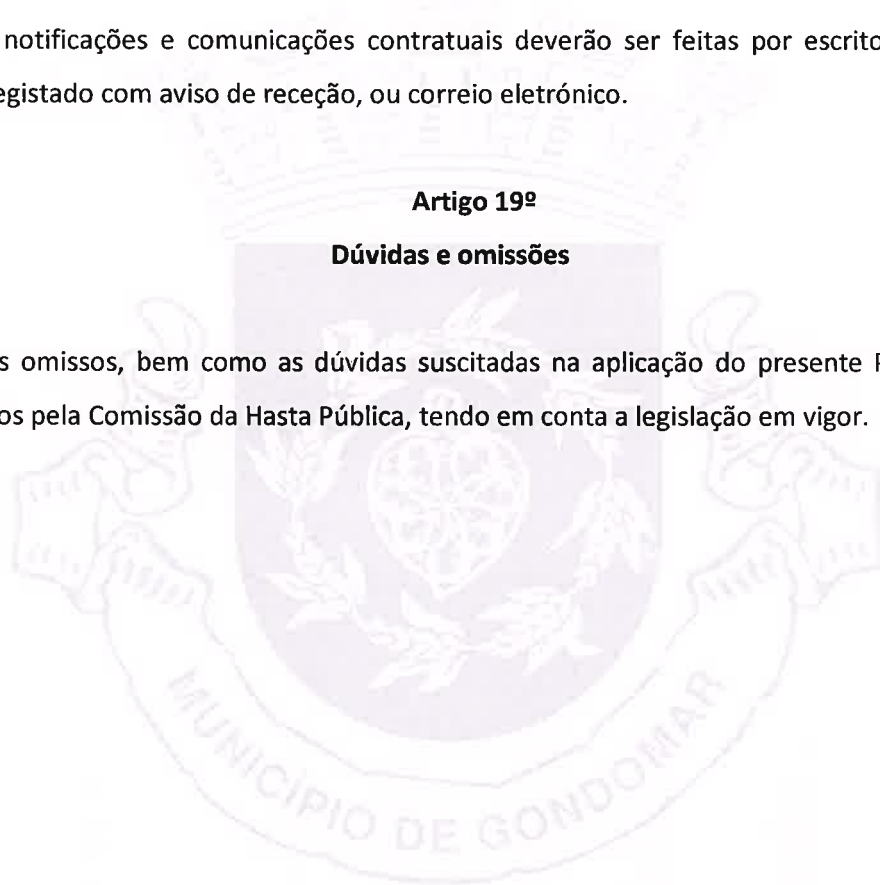 notificações e comunicações contratuais deverão ser feitas por escrito
egistado com aviso de receção, ou correio eletrónico.
Artigo 19º
Dúvidas e omissões
s omissos, bem como as dúvidas suscitadas na aplicação do presente
os pela Comissão da Hasta Pública, tendo em conta a legislação em vigor.
MUNICÍPIO DE GONDOMAR